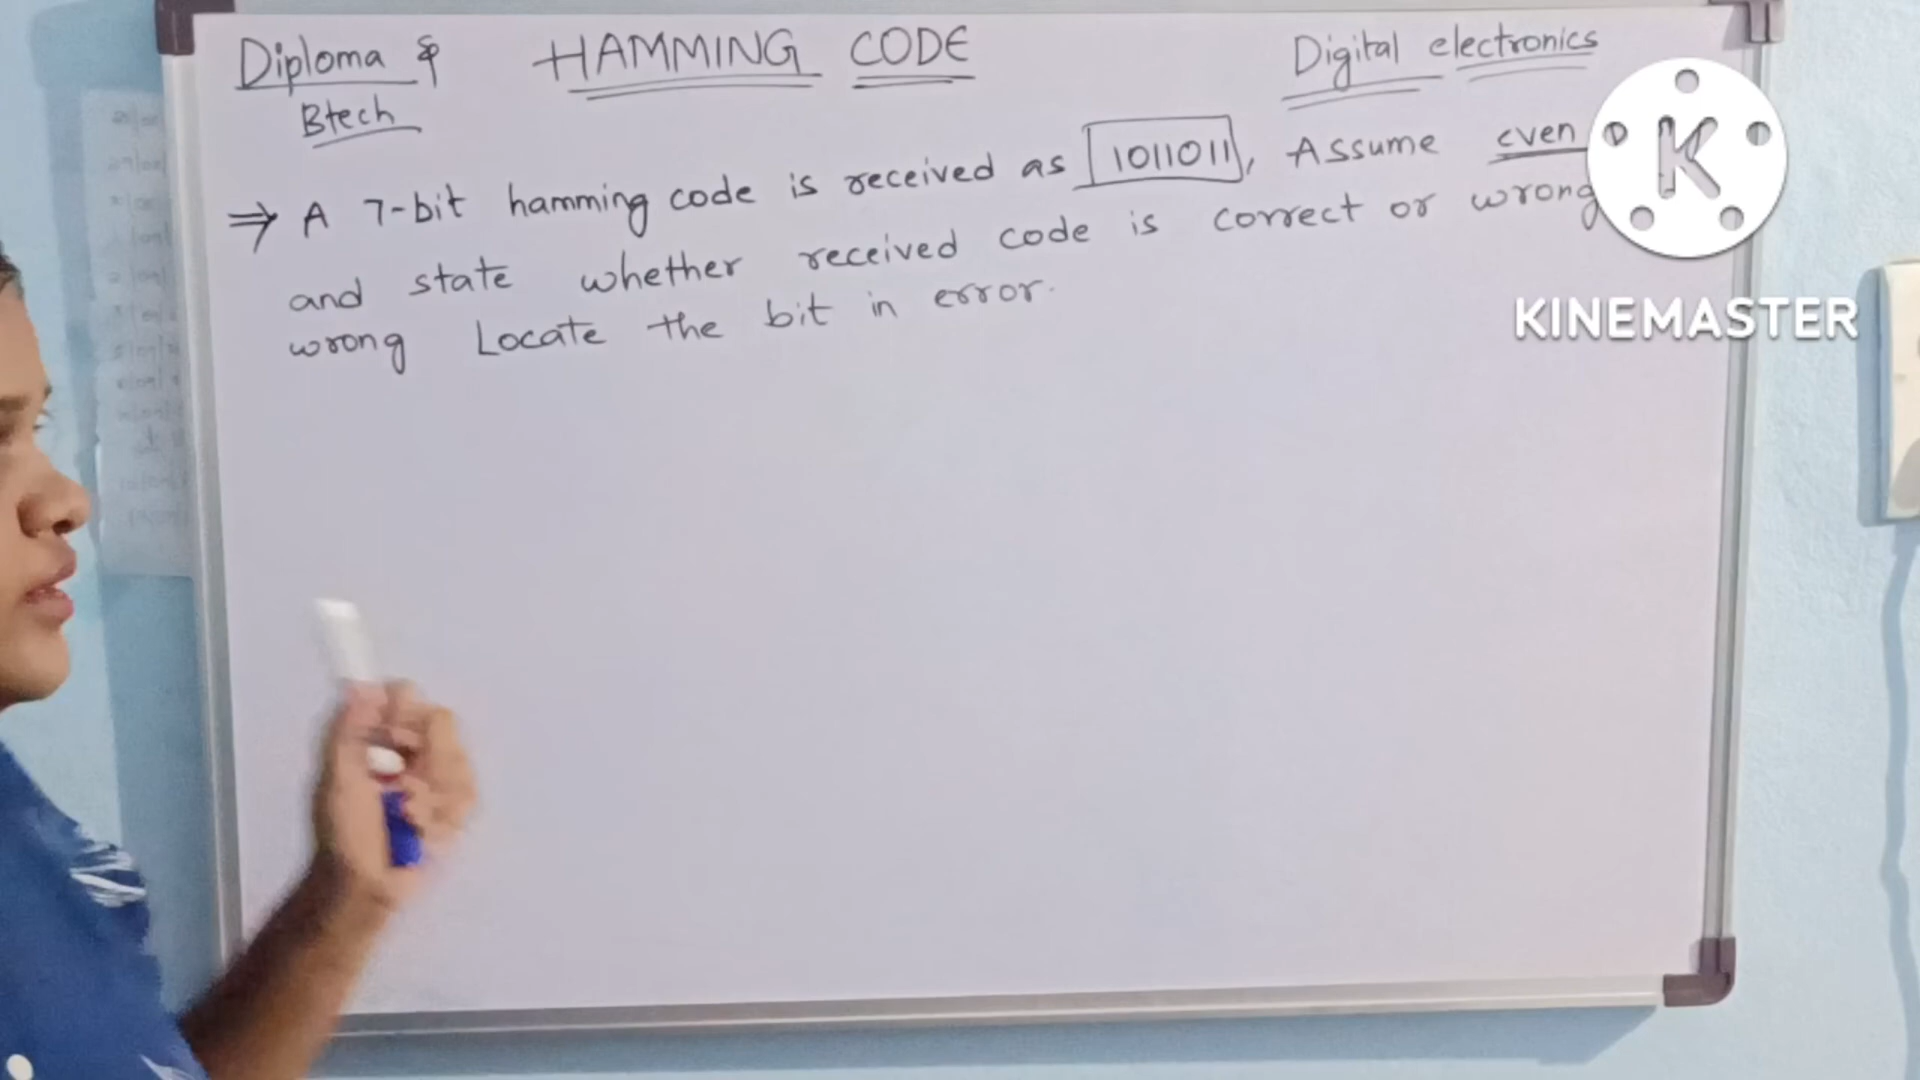 Diploma & HAMMING CODE Digital electronics
Btech
⇒ A 7-bit hamming code is received as 1011011, Assume even
and state whether received code is correct or wrong
wrong Locate the bit in error.
K
KINEMASTER